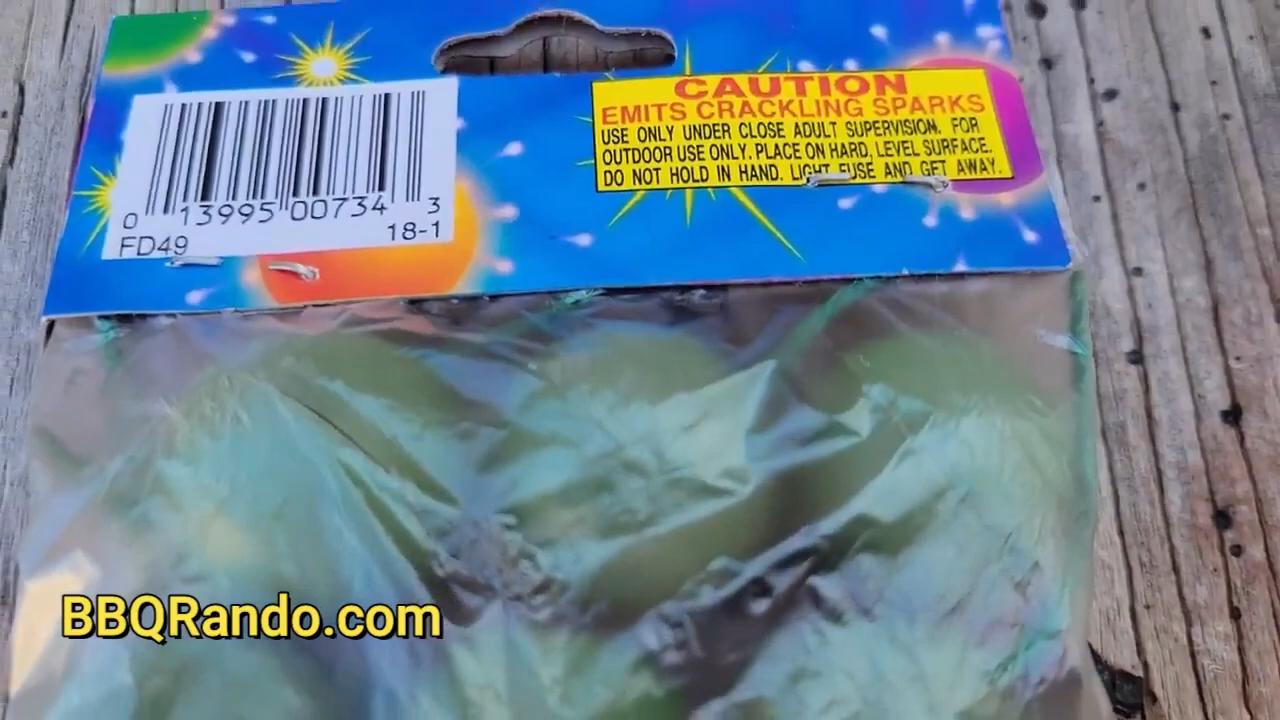 CAUTION
EMITS CRACKLING SPARKS
USE ONLY UNDER CLOSE ADULT SUPERVISION. FOR
OUTDOOR USE ONLY. PLACE ON HARD, LEVEL SURFACE.
DO NOT HOLD IN HAND. LIGHT FUSE AND GET AWAY.
0 13995 00734 3
FD49 18-1
BBQRando.com